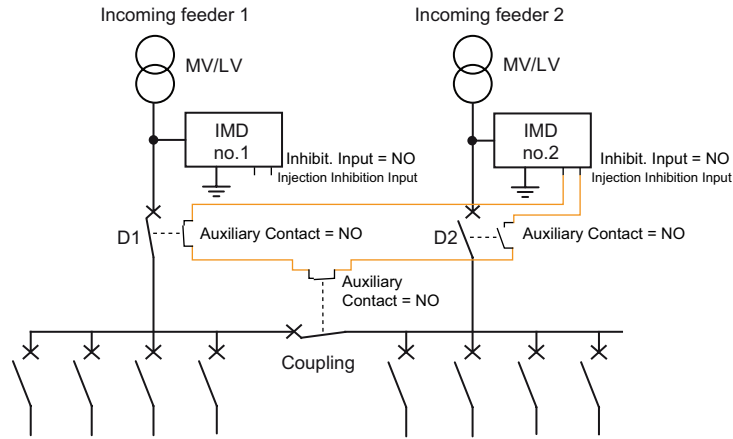 Incoming feeder 1
Incoming feeder 2
MV/LV
MV/LV
IMD
no.1
IMD
no.2
Inhibit. Input = NO
Injection Inhibition Input
Inhibit. Input = NO
Injection Inhibition Input
D1
Auxiliary Contact = NO
D2
Auxiliary Contact = NO
Auxiliary
Contact = NO
Coupling